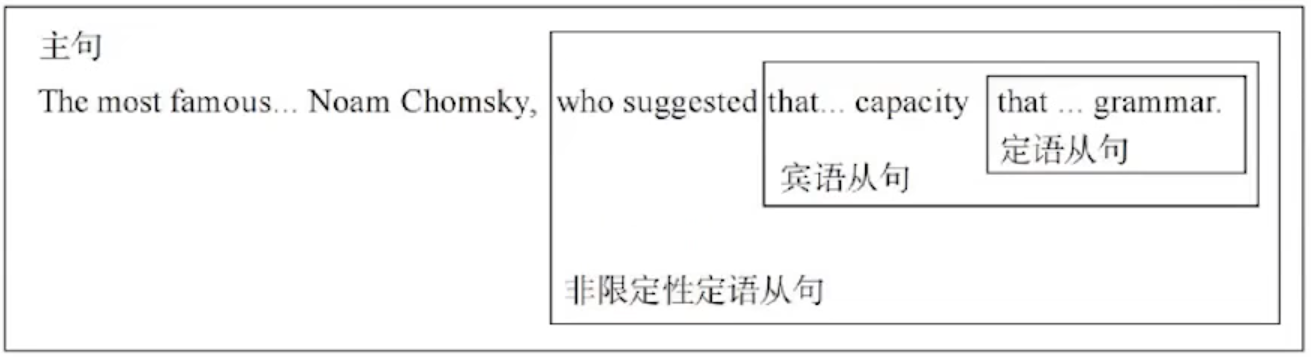 主句
The most famous... Noam Chomsky, who suggested that... capacity that ... grammar.
定语从句
宾语从句
非限定性定语从句